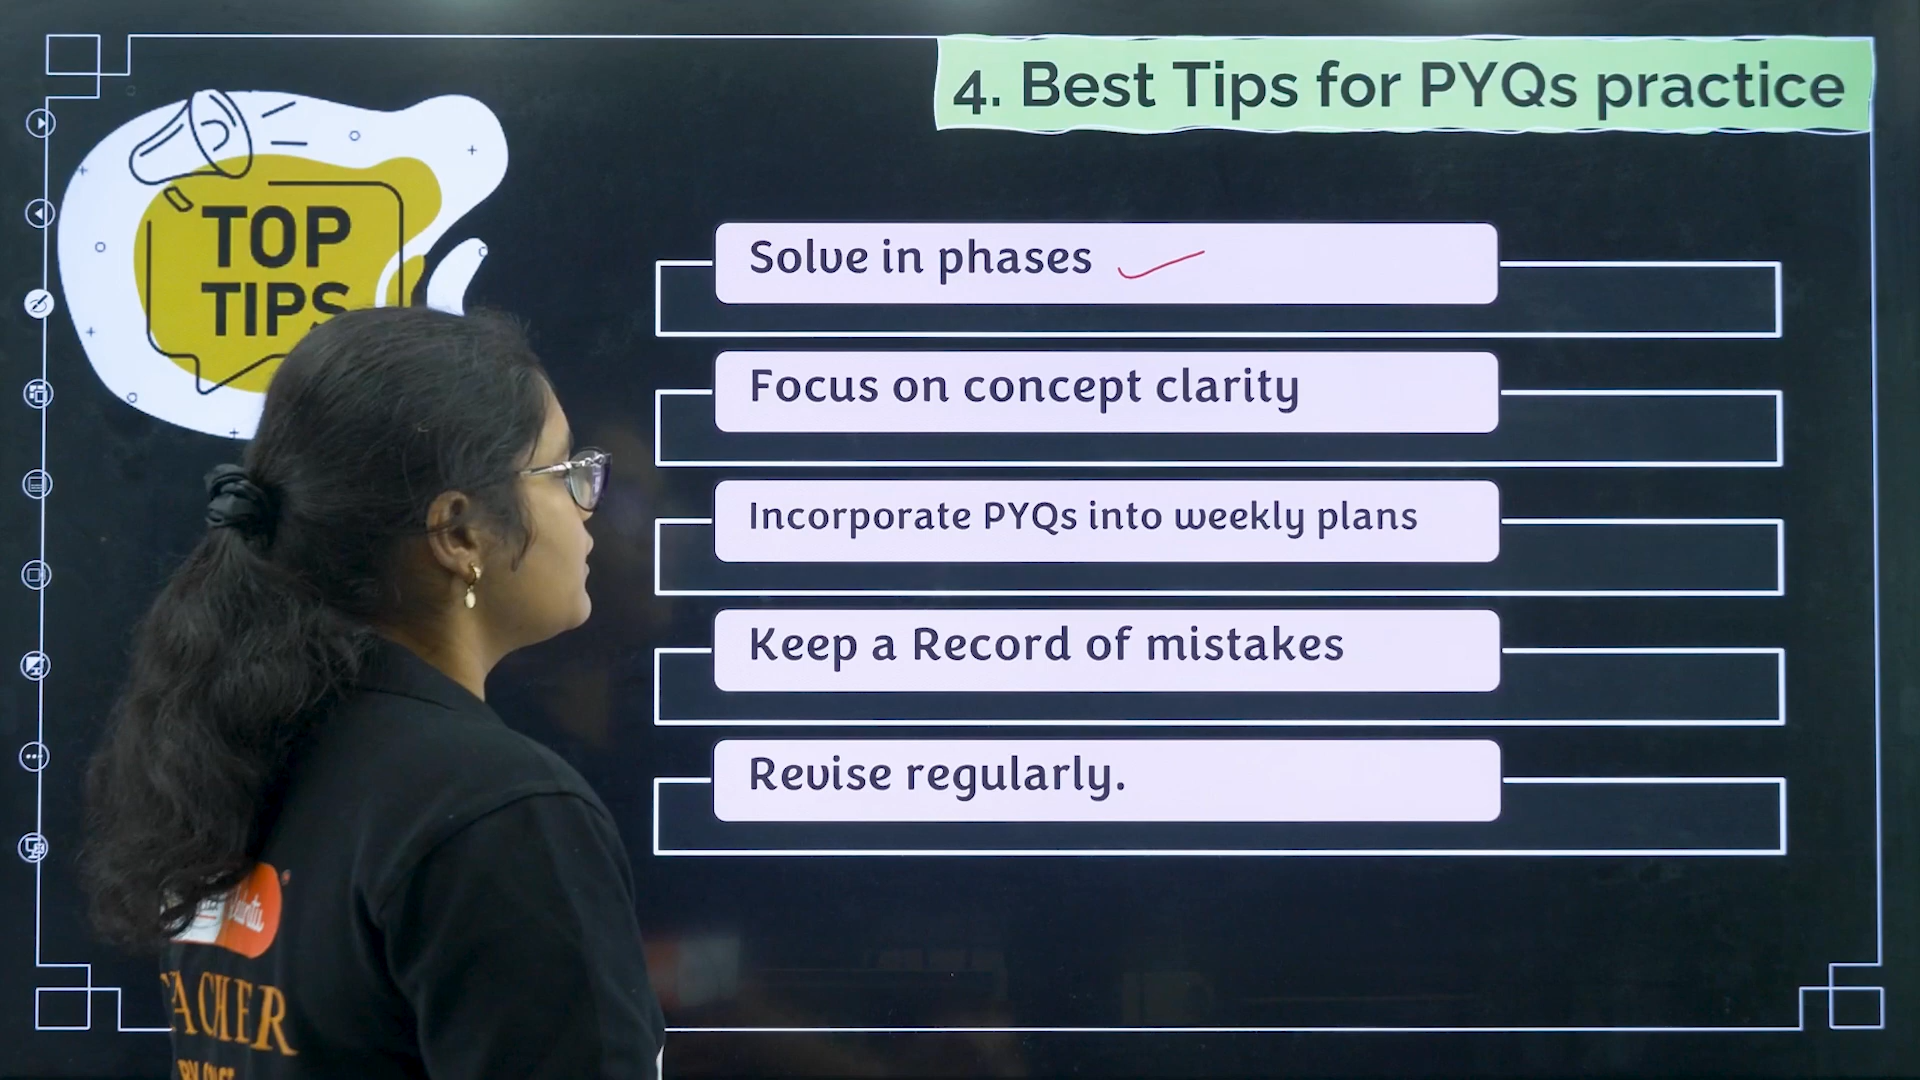 4. Best Tips for PYQs practice
TOP
TIPS
Solve in phases
Focus on concept clarity
Incorporate PYQs into weekly plans
Keep a Record of mistakes
Revise regularly.